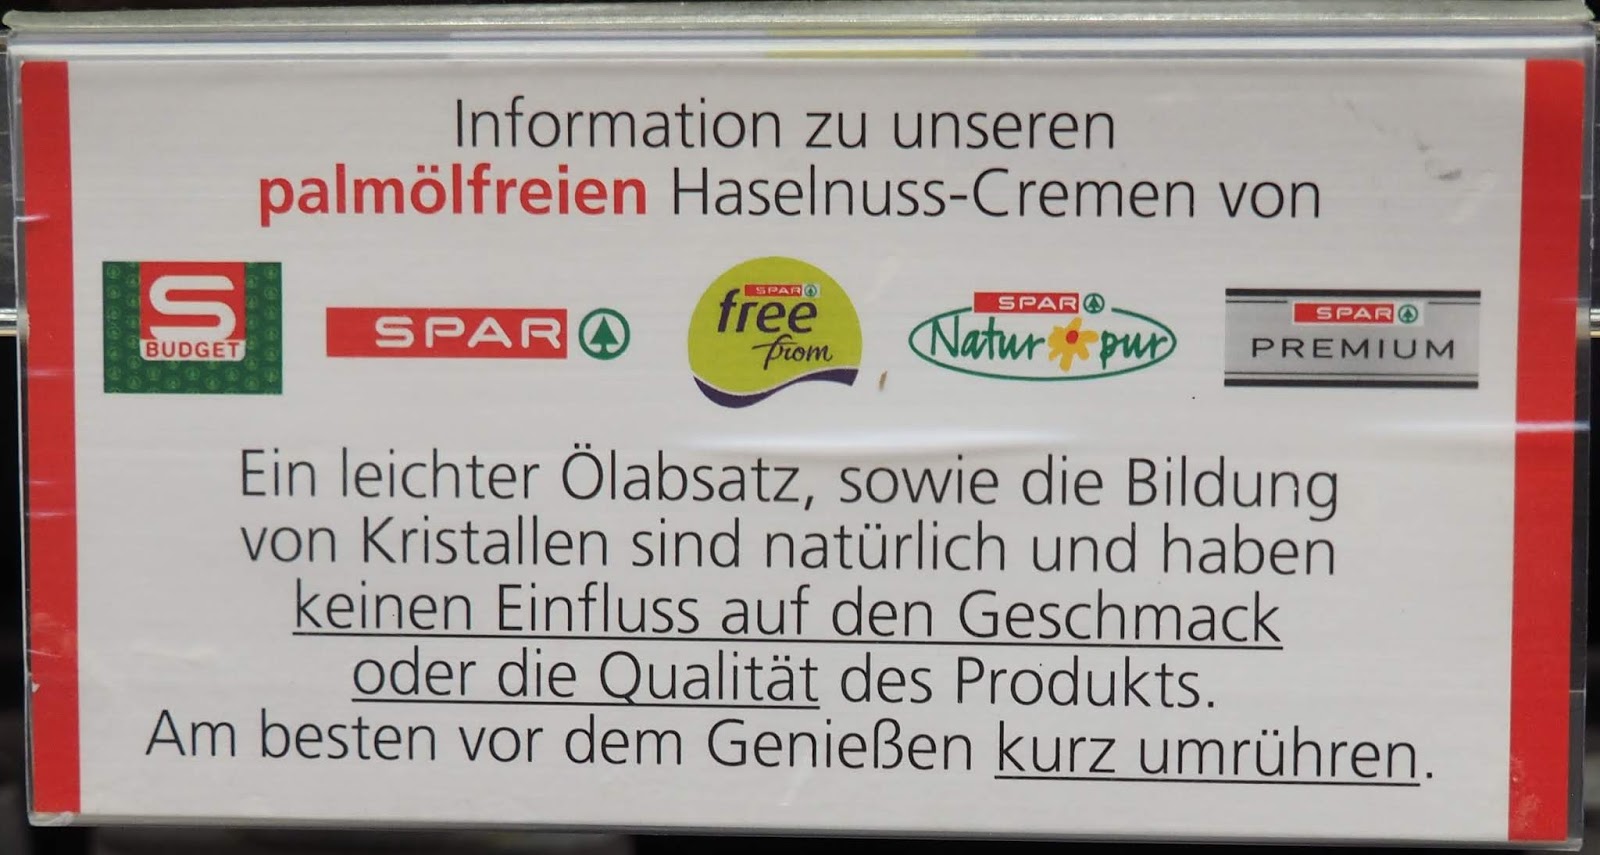 Information zu unseren
palmölfreien Haselnuss-Cremen von
S BUDGET
SPAR
SPAR free from
SPAR Natur pur
SPAR PREMIUM
Ein leichter Ölabsatz, sowie die Bildung
von Kristallen sind natürlich und haben
keinen Einfluss auf den Geschmack
oder die Qualität des Produkts.
Am besten vor dem Genießen kurz umrühren.